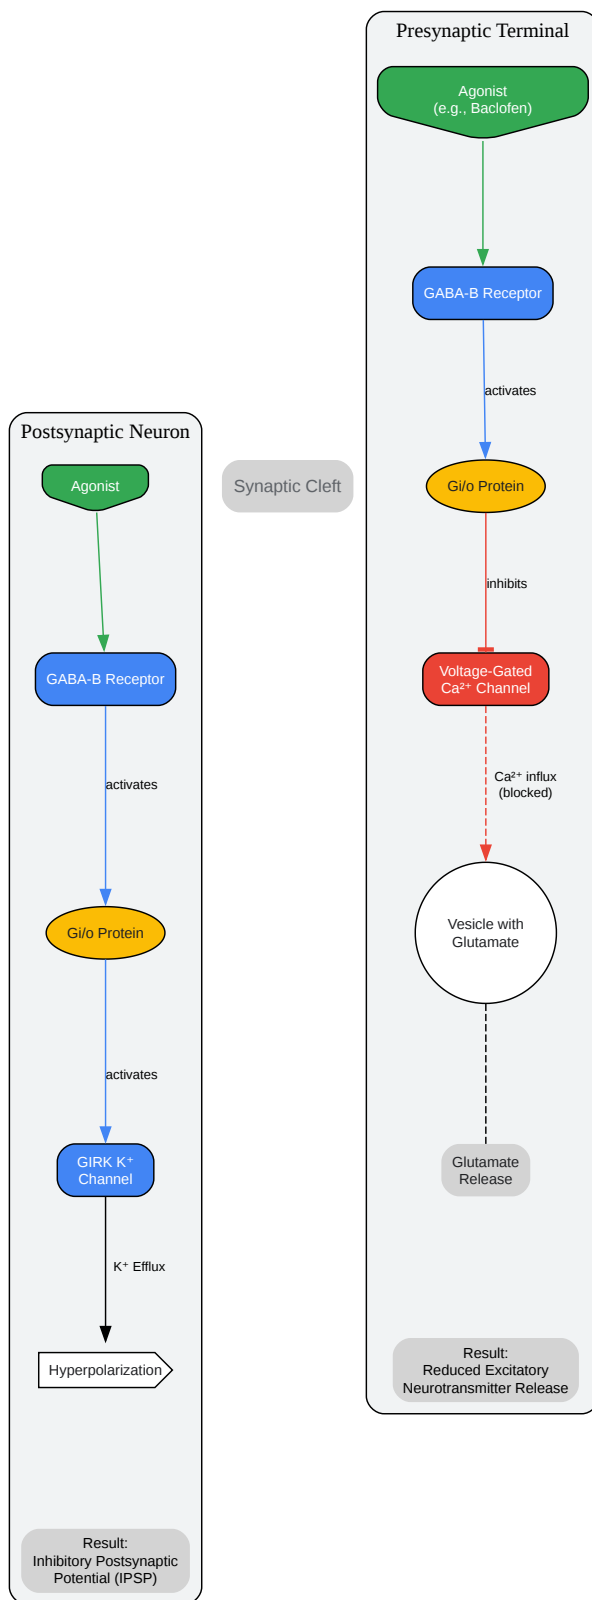 Presynaptic Terminal
Agonist
(e.g., Baclofen)
GABA-B Receptor
activates
Gi/o Protein
inhibits
Voltage-Gated
Ca²⁺ Channel
Ca²⁺ influx
(blocked)
Vesicle with
Glutamate
Glutamate
Release
Result:
Reduced Excitatory
Neurotransmitter Release
Synaptic Cleft
Postsynaptic Neuron
Agonist
GABA-B Receptor
activates
Gi/o Protein
activates
GIRK K⁺
Channel
K⁺ Efflux
Hyperpolarization
Result:
Inhibitory Postsynaptic
Potential (IPSP)